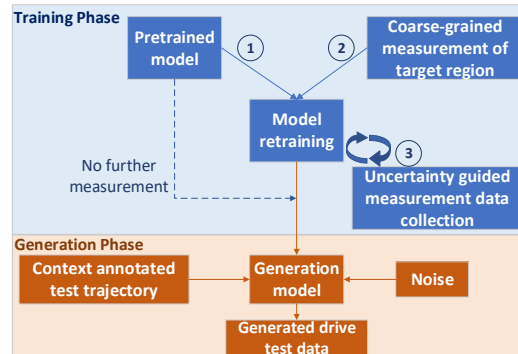 Training Phase
Pretrained
model
1
2
Coarse-grained
measurement of
target region
Model
retraining
3
No further
measurement
Uncertainty guided
measurement data
collection
Generation Phase
Context annotated
test trajectory
Generation
model
Noise
Generated drive
test data